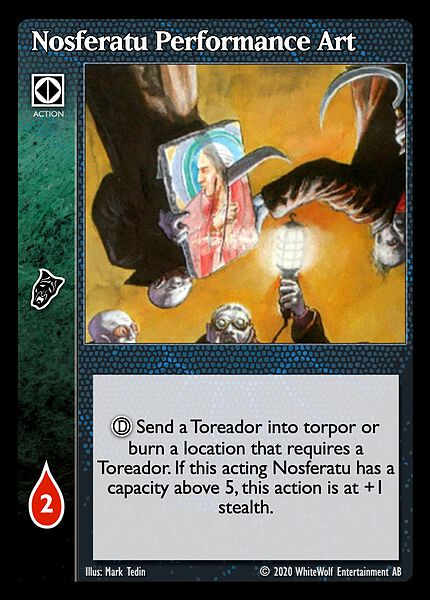 Nosferatu Performance Art
ACTION
Ⓓ Send a Toreador into torpor or
burn a location that requires a
Toreador. If this acting Nosferatu has a
capacity above 5, this action is at +1
stealth.
2
Illus: Mark Tedin
© 2020 WhiteWolf Entertainment AB